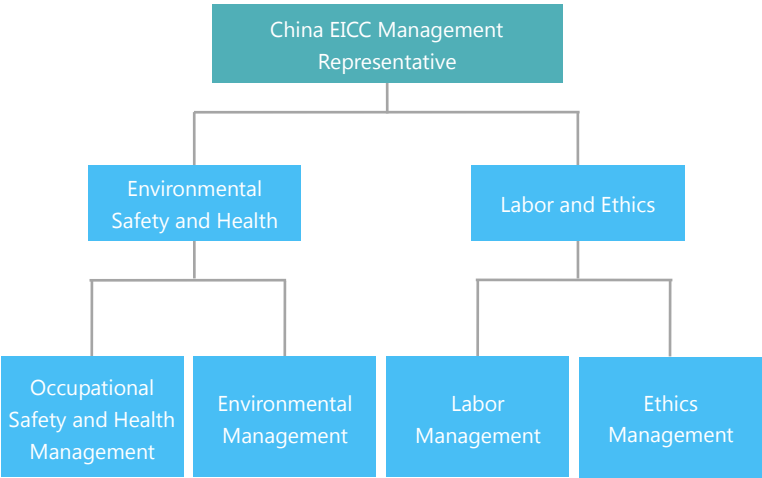 China EICC Management
Representative
Environmental
Safety and Health
Labor and Ethics
Occupational
Safety and Health
Management
Environmental
Management
Labor
Management
Ethics
Management